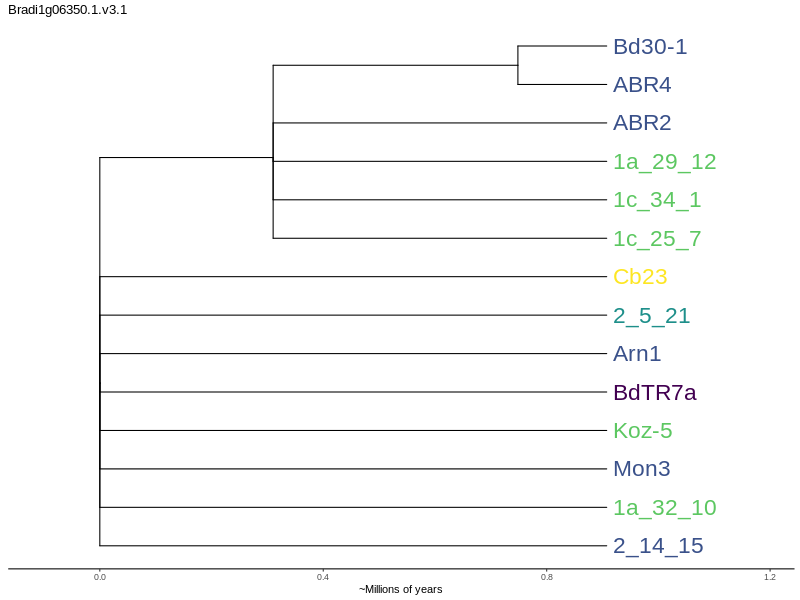 Bradi1g06350.1.v3.1
Bd30-1
ABR4
ABR2
1a_29_12
1c_34_1
1c_25_7
Cb23
2_5_21
Arn1
BdTR7a
Koz-5
Mon3
1a_32_10
2_14_15
0.0 0.4 0.8 1.2
~Millions of years